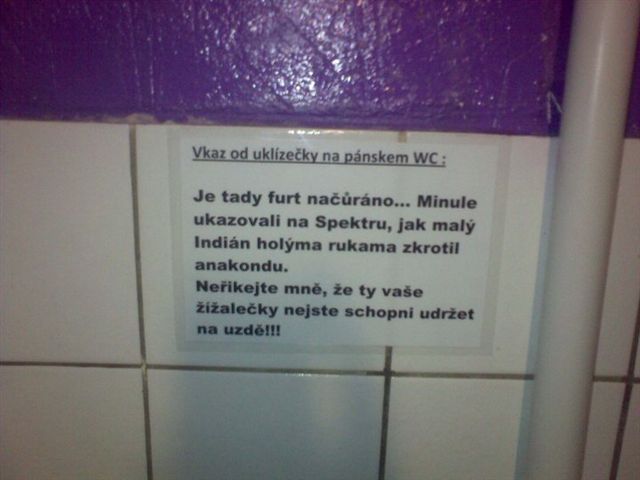 Vkaz od uklízečky na pánskem WC :
Je tady furt načůráno... Minule
ukazovali na Spektru, jak malý
Indián holýma rukama zkrotil
anakondu.
Neřikejte mně, že ty vaše
žížalečky nejste schopni udržet
na uzdě!!!